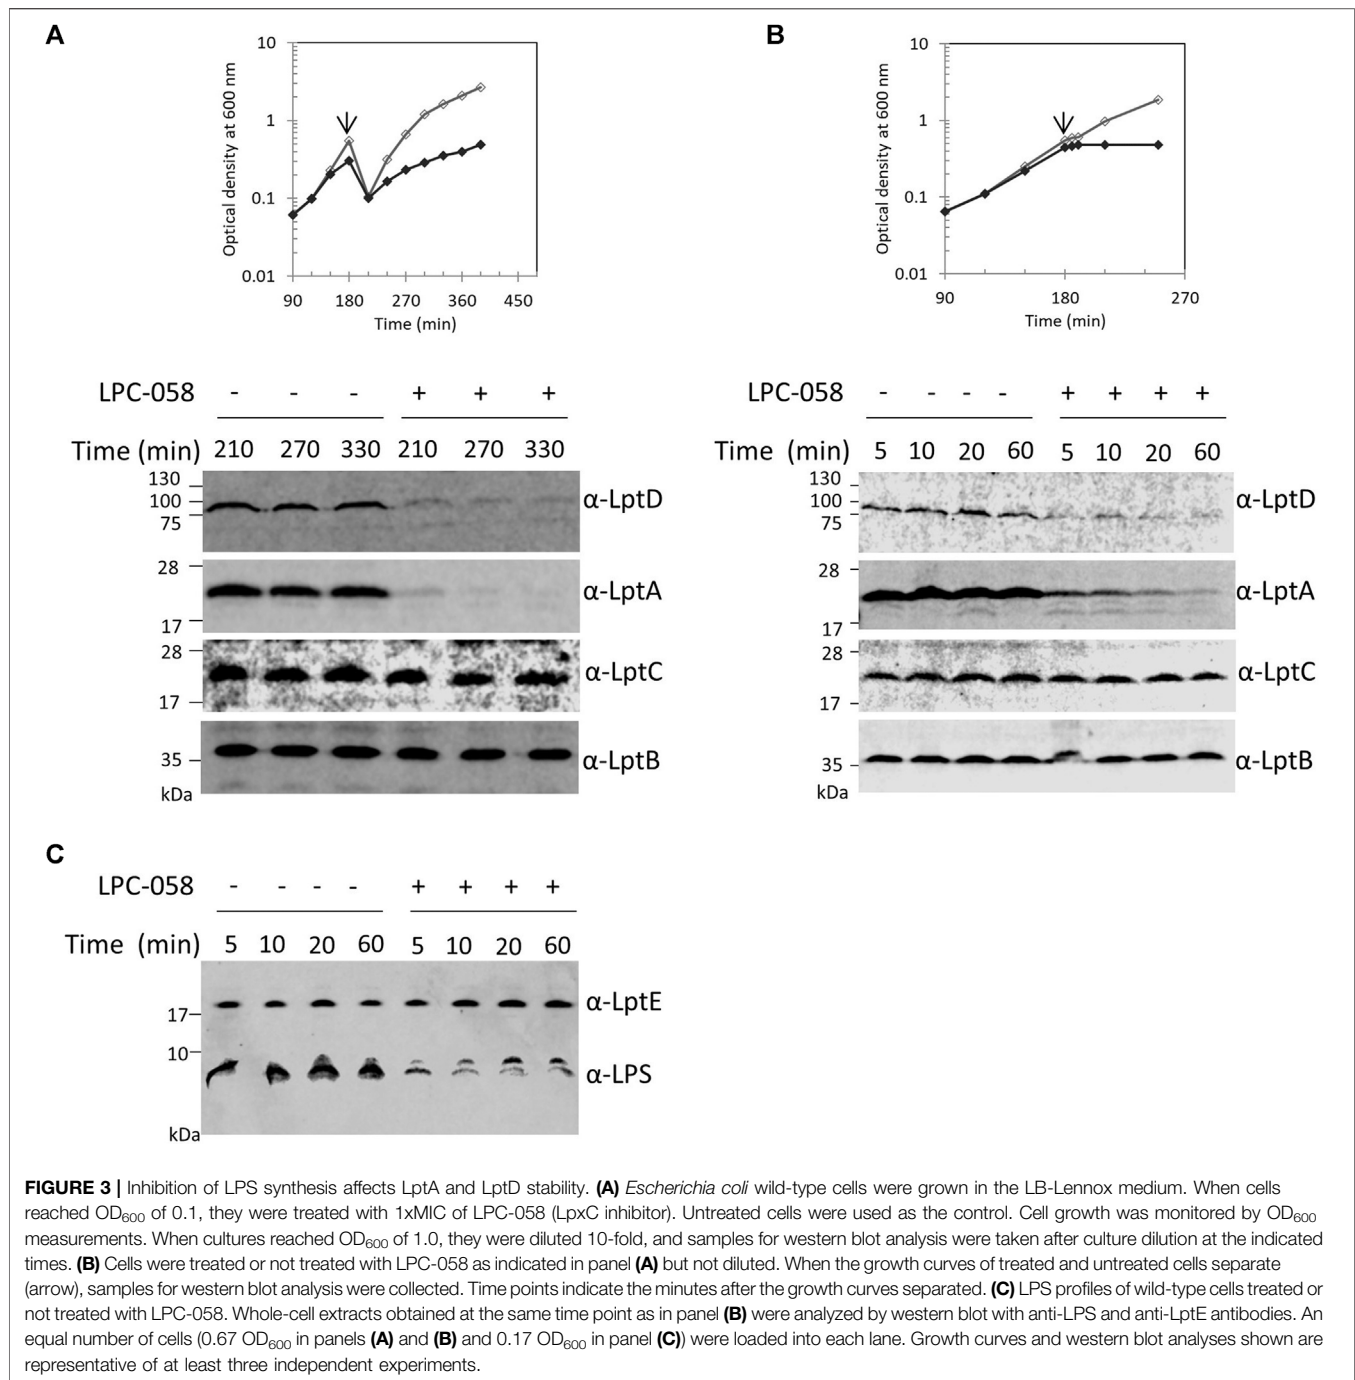 A
Optical density at 600 nm
10
1
0.1
0.01
90 180 270 360 450
Time (min)
LPC-058 - - - + + +
Time (min) 210 270 330 210 270 330
130
100
75
α-LptD
28
17
α-LptA
28
17
α-LptC
35
kDa
α-LptB
B
Optical density at 600 nm
10
1
0.1
0.01
90 180 270
Time (min)
LPC-058 - - - - + + + +
Time (min) 5 10 20 60 5 10 20 60
130
100
75
α-LptD
28
17
α-LptA
28
17
α-LptC
35
kDa
α-LptB
C
LPC-058 - - - - + + + +
Time (min) 5 10 20 60 5 10 20 60
17
α-LptE
10
α-LPS
kDa
FIGURE 3 | Inhibition of LPS synthesis affects LptA and LptD stability. (A) Escherichia coli wild-type cells were grown in the LB-Lennox medium. When cells
reached OD600 of 0.1, they were treated with 1xMIC of LPC-058 (LpxC inhibitor). Untreated cells were used as the control. Cell growth was monitored by OD600
measurements. When cultures reached OD600 of 1.0, they were diluted 10-fold, and samples for western blot analysis were taken after culture dilution at the indicated
times. (B) Cells were treated or not treated with LPC-058 as indicated in panel (A) but not diluted. When the growth curves of treated and untreated cells separate
(arrow), samples for western blot analysis were collected. Time points indicate the minutes after the growth curves separated. (C) LPS profiles of wild-type cells treated or
not treated with LPC-058. Whole-cell extracts obtained at the same time point as in panel (B) were analyzed by western blot with anti-LPS and anti-LptE antibodies. An
equal number of cells (0.67 OD600 in panels (A) and (B) and 0.17 OD600 in panel (C)) were loaded into each lane. Growth curves and western blot analyses shown are
representative of at least three independent experiments.